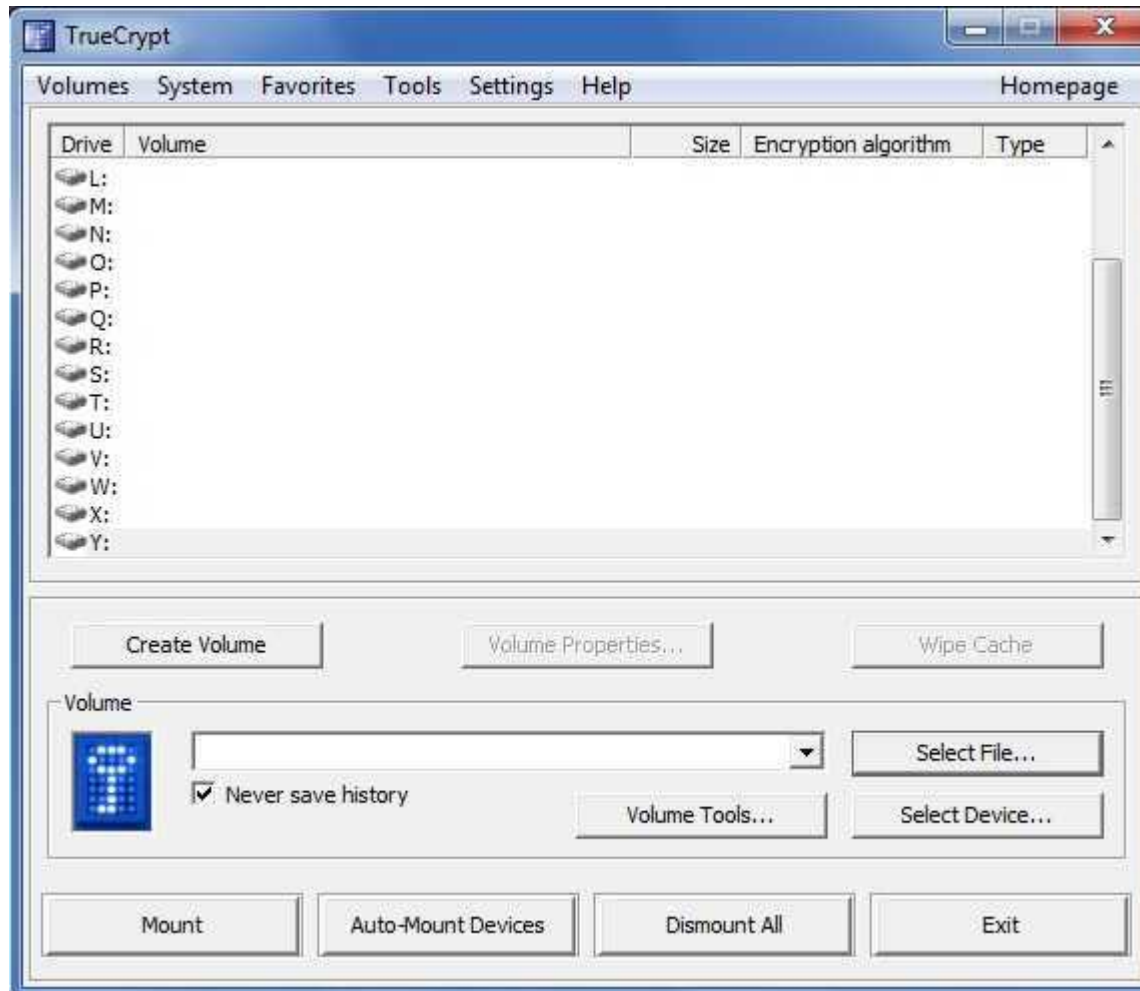 TrueCrypt
Volumes System Favorites Tools Settings Help Homepage
Drive Volume Size Encryption algorithm Type
L:
M:
N:
O:
P:
Q:
R:
S:
T:
U:
V:
W:
X:
Y:
Create Volume Volume Properties... Wipe Cache
Volume
Select File...
Never save history
Volume Tools... Select Device...
Mount Auto-Mount Devices Dismount All Exit